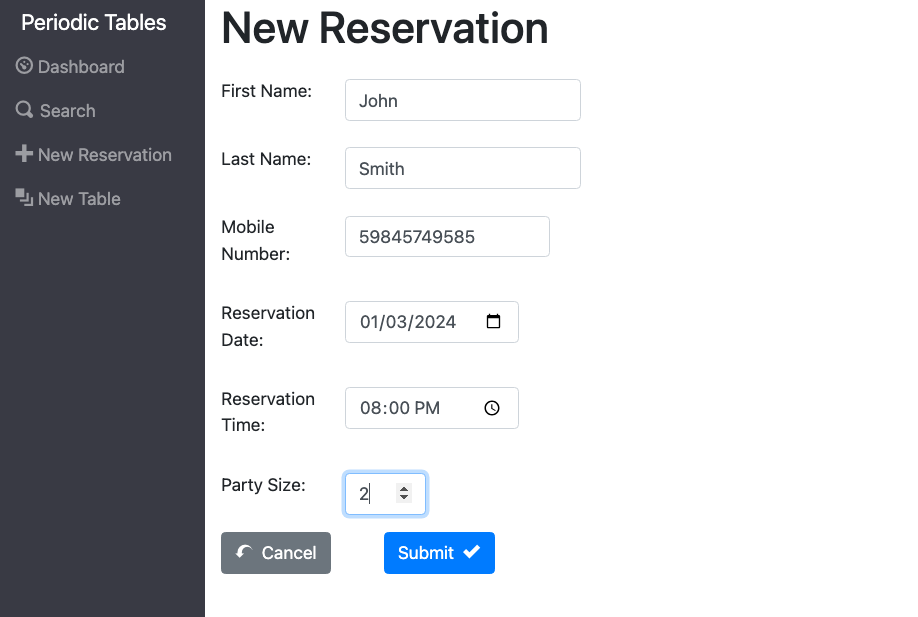 Periodic Tables
Dashboard
Search
New Reservation
New Table
New Reservation
First Name:
John
Last Name:
Smith
Mobile
Number:
59845749585
Reservation
Date:
01/03/2024
Reservation
Time:
08:00 PM
Party Size:
2
Cancel
Submit